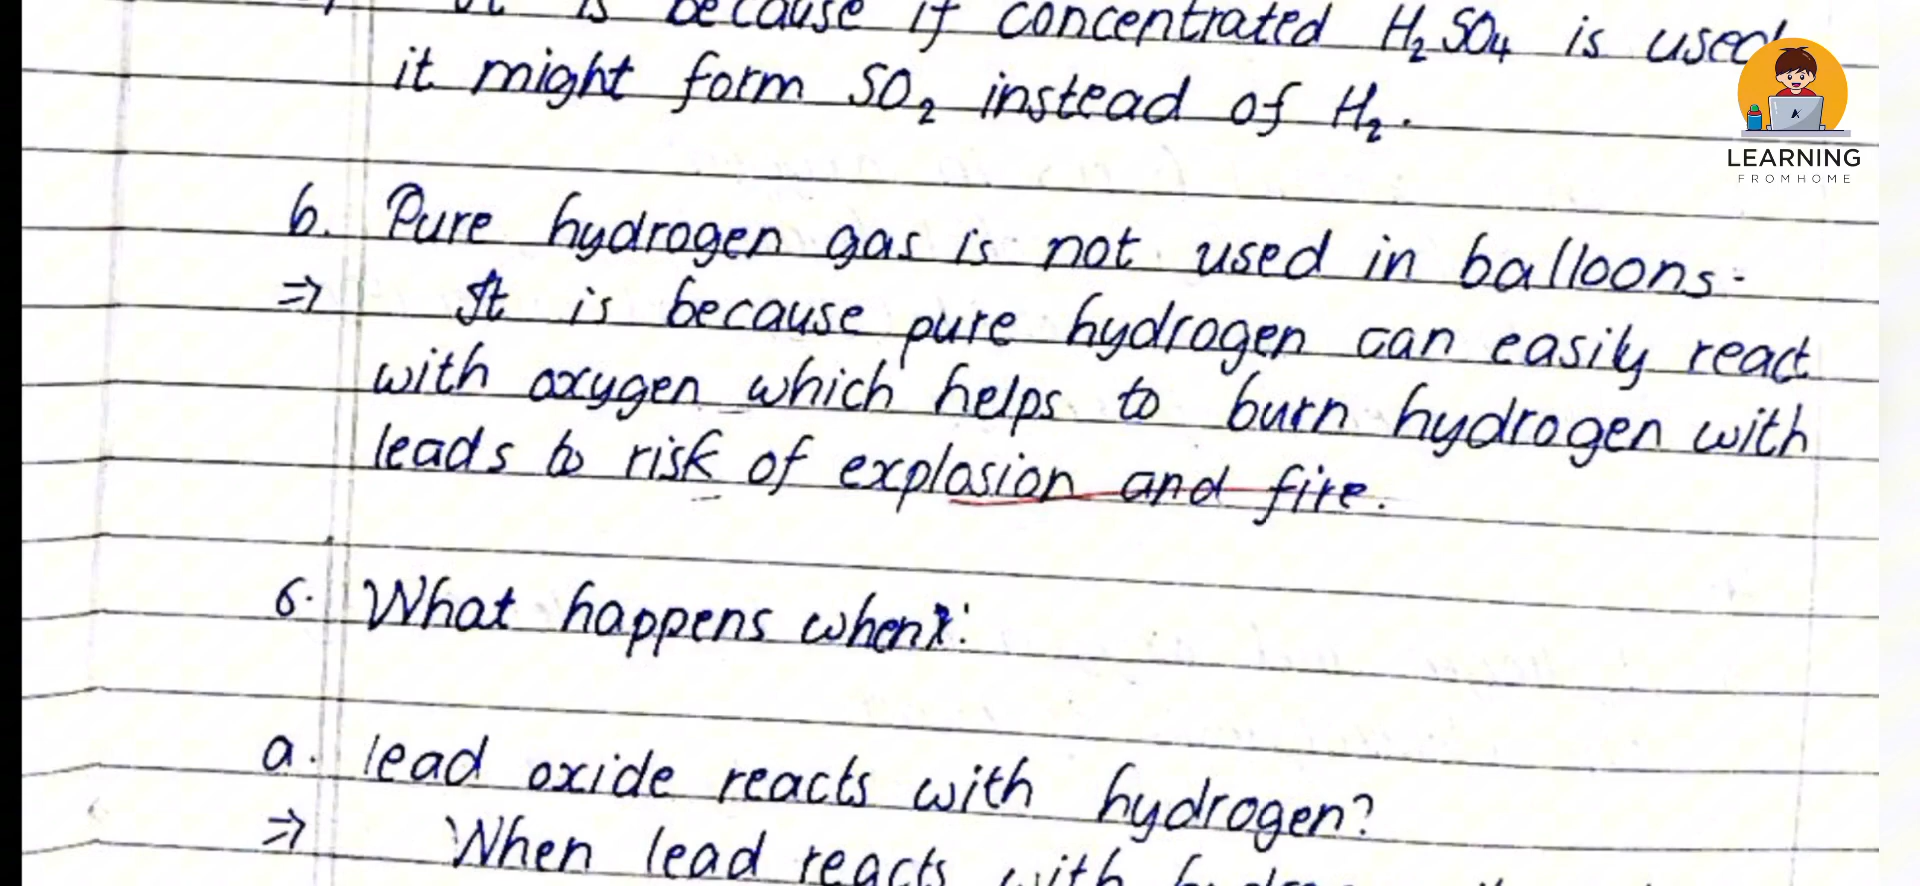 It is because if concentrated H₂SO₄ is used
it might form SO₂ instead of H₂.
LEARNING
FROMHOME
b. Pure hydrogen gas is not used in balloons.
⇒ It is because pure hydrogen can easily react
with oxygen which helps to burn hydrogen with
leads to risk of explosion and fire.
6. What happens when:
a. lead oxide reacts with hydrogen?
⇒ When lead reacts with